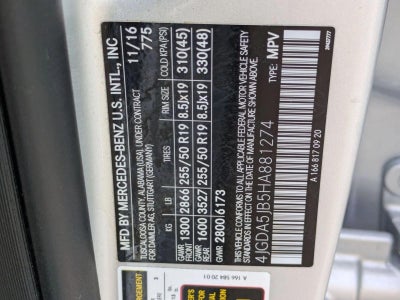 MFD BY MERCEDES-BENZ U.S. INTL., INC
TUSCALOOSA COUNTY, ALABAMA (USA), UNDER CONTRACT
FOR DAIMLER AG, STUTTGART (GERMANY)
11/16
775
KG LB TIRES RIM SIZE COLD KPA (PSI)
GAWR FRONT 1300 2866 255/50 R19 8.5Jx19 310(45)
GAWR 1600 3527 255/50 R19 8.5Jx19 330(48)
GVWR 2800 6173
THIS VEHICLE CONFORMS TO
ALL APPLICABLE FEDERAL MOTOR VEHICLE SAFETY
STANDARDS IN EFFECT ON THE DATE OF
MANUFACTURE SHOWN ABOVE.
TYPE: MPV
4JGDA5JB5HA881274
A 166 817 09 20
A 166 584 20 01